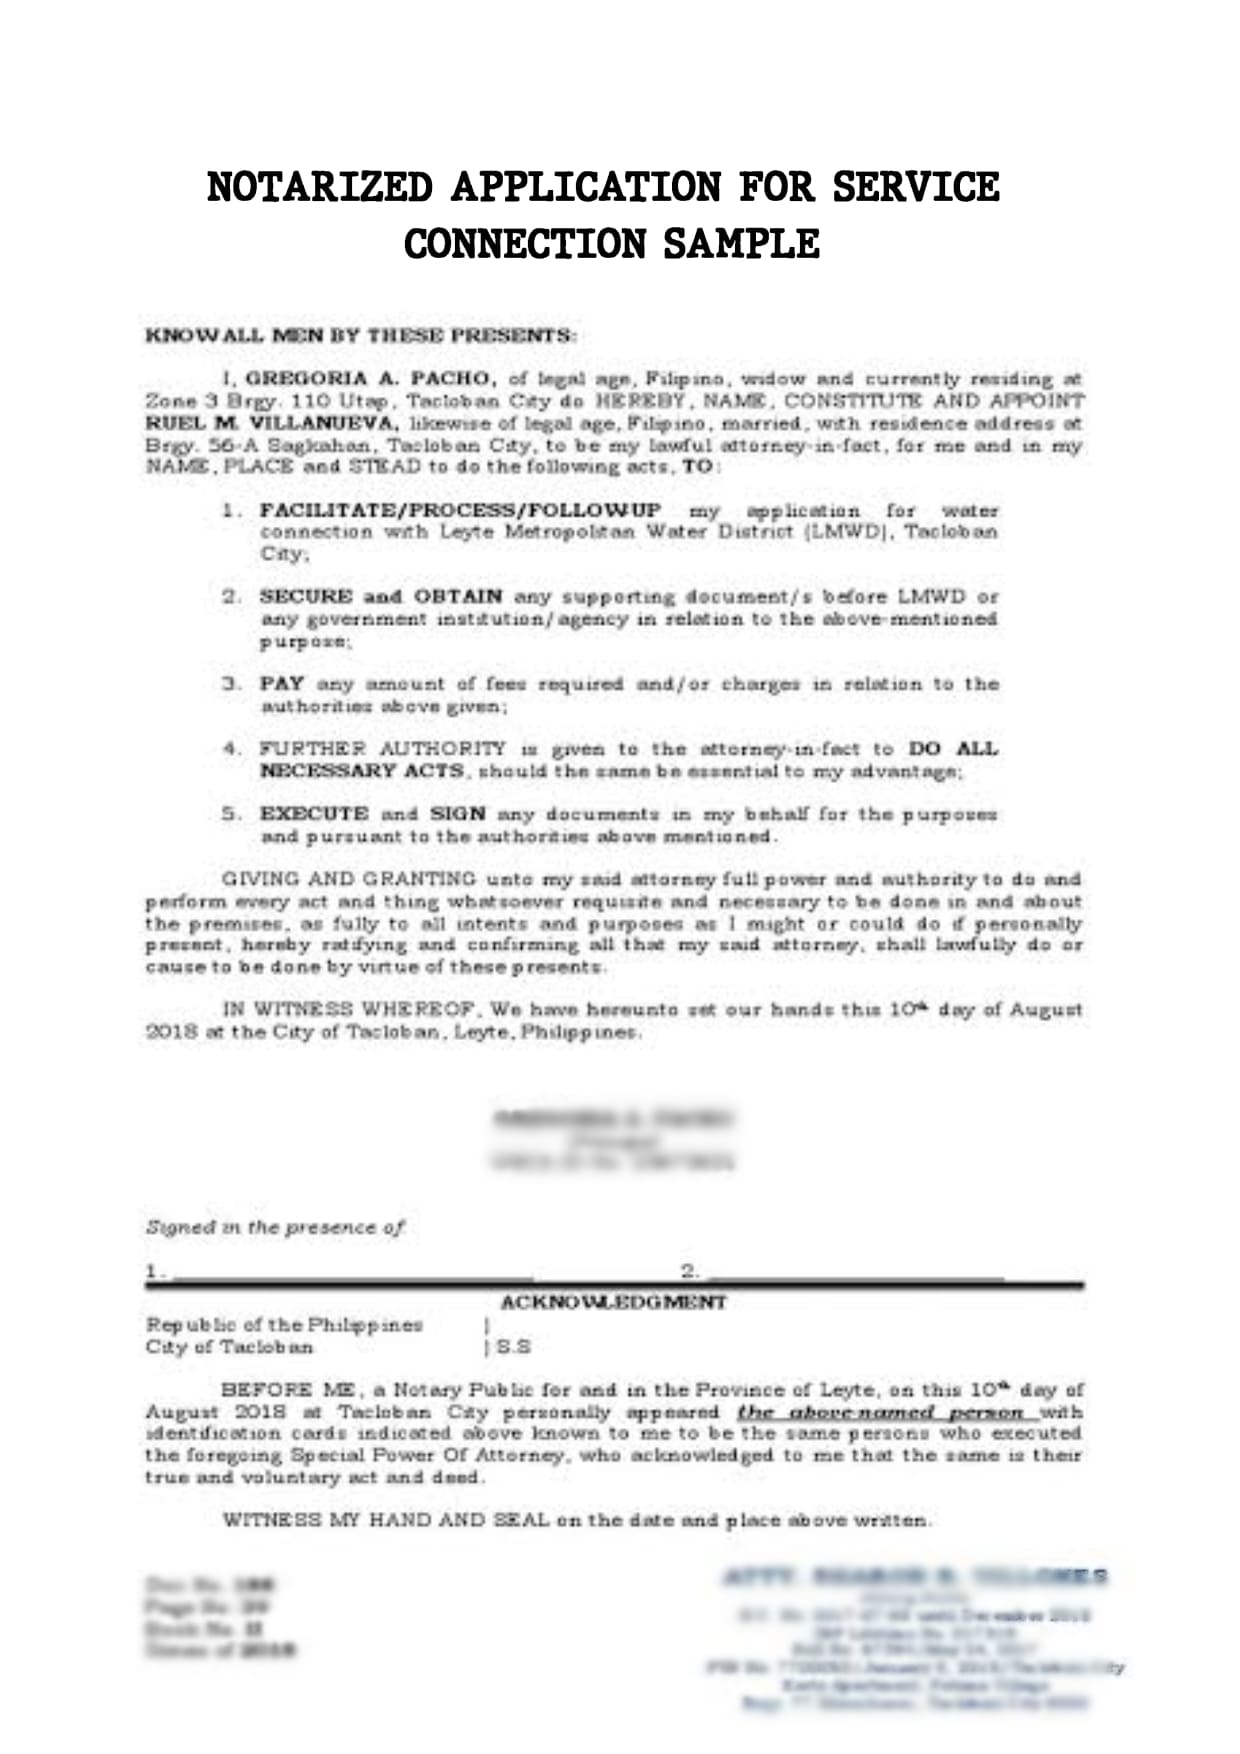 NOTARIZED APPLICATION FOR SERVICE
CONNECTION SAMPLE
KNOW ALL MEN BY THESE PRESENTS:
I, GREGORIA A. PACHO, of legal age, Filipino, widow and currently residing at
Zone 3 Brgy. 110 Utap, Tacloban City do HEREBY, NAME, CONSTITUTE AND APPOINT
RUEL M. VILLANUEVA, likewise of legal age, Filipino, married, with residence address at
Brgy. 56-A Sagkahan, Tacloban City, to be my lawful attorney-in-fact, for me and in my
NAME, PLACE and STEAD to do the following acts, TO:
1. FACILITATE/PROCESS/FOLLOWUP my application for water
connection with Leyte Metropolitan Water District (LMWD), Tacloban
City;
2. SECURE and OBTAIN any supporting document/s before LMWD or
any government institution/agency in relation to the above-mentioned
purpose;
3. PAY any amount of fees required and/or charges in relation to the
authorities above given;
4. FURTHER AUTHORITY is given to the attorney-in-fact to DO ALL
NECESSARY ACTS, should the same be essential to my advantage;
5. EXECUTE and SIGN any documents in my behalf for the purposes
and pursuant to the authorities above mentioned.
GIVING AND GRANTING unto my said attorney full power and authority to do and
perform every act and thing whatsoever requisite and necessary to be done in and about
the premises, as fully to all intents and purposes as I might or could do if personally
present, hereby ratifying and confirming all that my said attorney, shall lawfully do or
cause to be done by virtue of these presents.
IN WITNESS WHEREOF, We have hereunto set our hands this 10th day of August
2018 at the City of Tacloban, Leyte, Philippines.
Signed in the presence of
1. 2.
ACKNOWLEDGMENT
Republic of the Philippines |
City of Tacloban | S.S
BEFORE ME, a Notary Public for and in the Province of Leyte, on this 10th day of
August 2018 at Tacloban City personally appeared the above-named person with
identification cards indicated above known to me to be the same persons who executed
the foregoing Special Power Of Attorney, who acknowledged to me that the same is their
true and voluntary act and deed.
WITNESS MY HAND AND SEAL on the date and place above written.